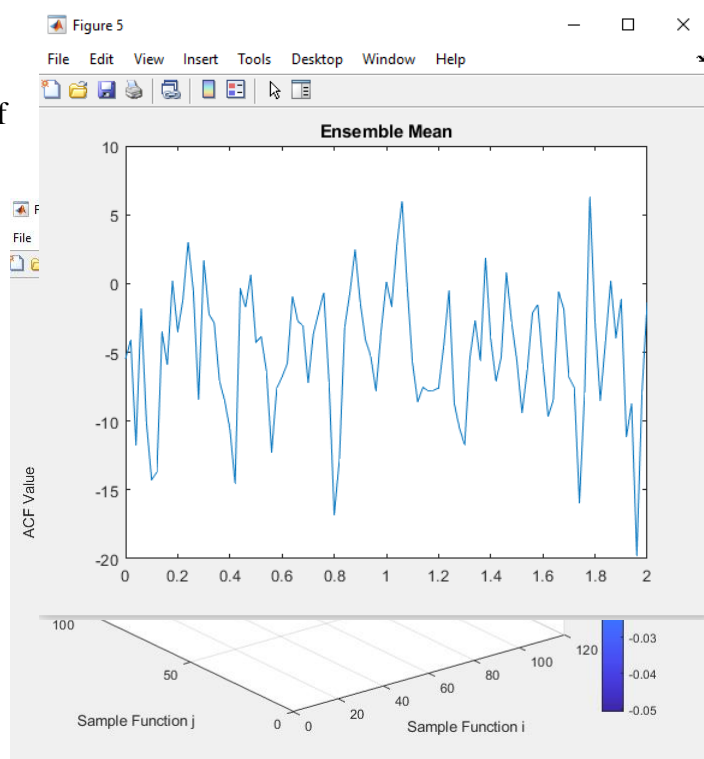 Figure 5
File Edit View Insert Tools Desktop Window Help
f
Ensemble Mean
10
5
0
-5
-10
-15
-20
0 0.2 0.4 0.6 0.8 1 1.2 1.4 1.6 1.8 2
F
File
ACF Value
100
50
0
Sample Function j
0 20 40 60 80 100 120
Sample Function i
-0.03
-0.04
-0.05